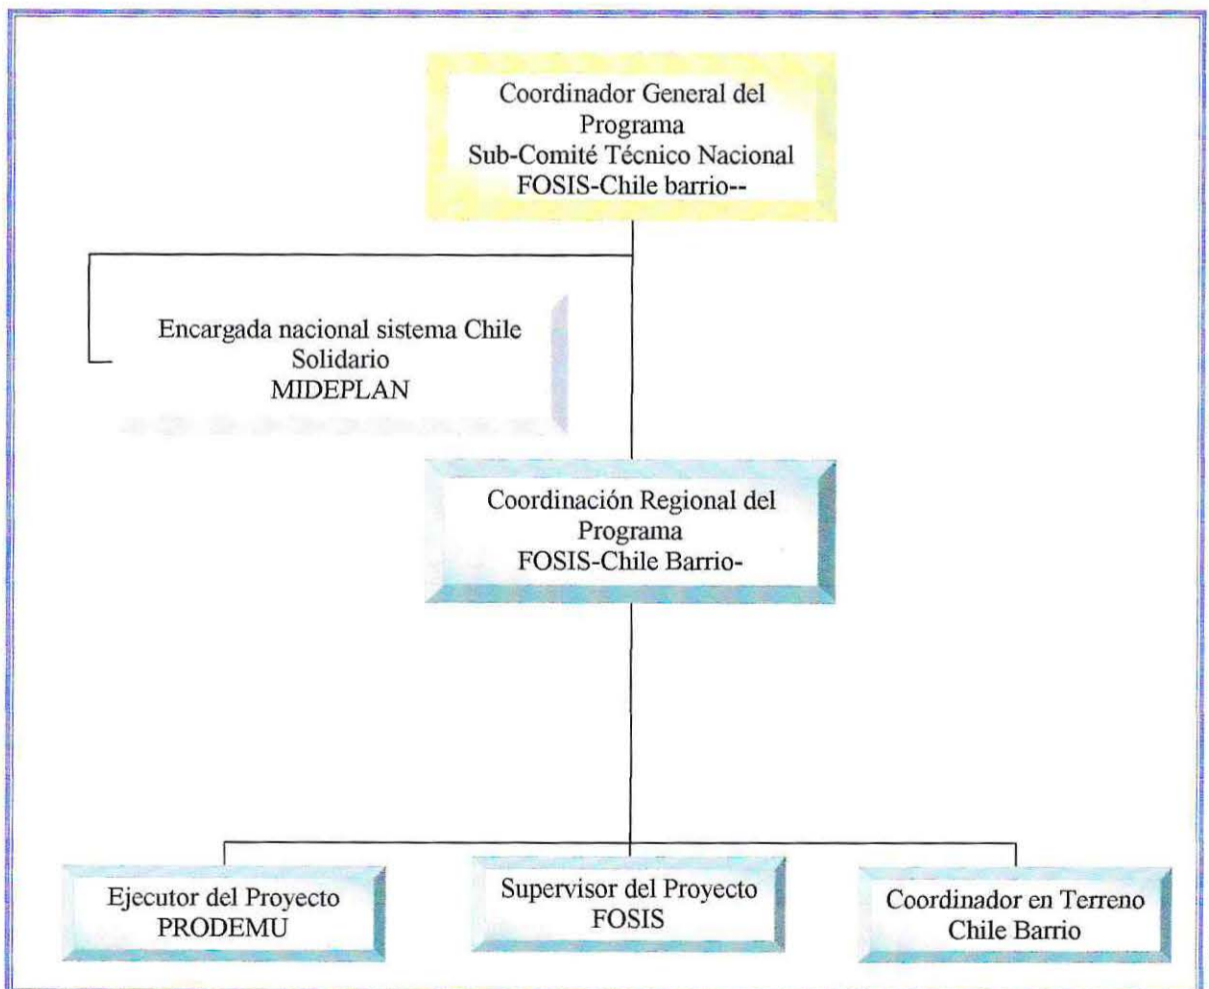 Coordinador General del
Programa
Sub-Comité Técnico Nacional
FOSIS-Chile barrio--
Encargada nacional sistema Chile
Solidario
MIDEPLAN
Coordinación Regional del
Programa
FOSIS-Chile Barrio-
Ejecutor del Proyecto
PRODEMU
Supervisor del Proyecto
FOSIS
Coordinador en Terreno
Chile Barrio